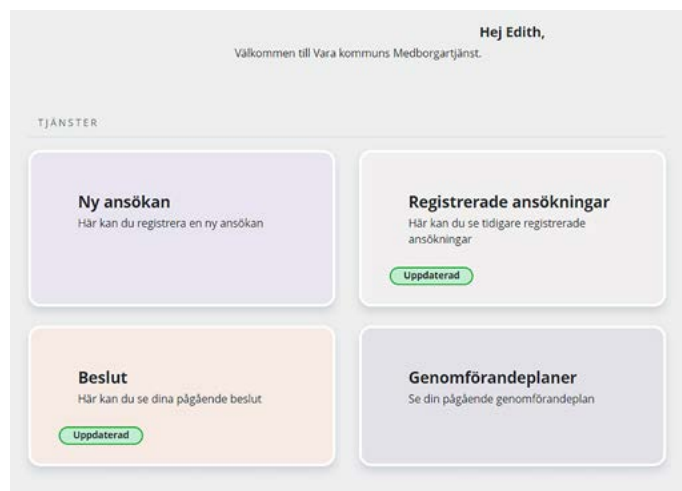 Hej Edith,
Välkommen till Vara kommuns Medborgartjänst.
TJÄNSTER
Ny ansökan
Här kan du registrera en ny ansökan
Registrerade ansökningar
Här kan du se tidigare registrerade
ansökningar
Uppdaterad
Beslut
Här kan du se dina pågående beslut
Uppdaterad
Genomförandeplaner
Se din pågående genomförandeplan